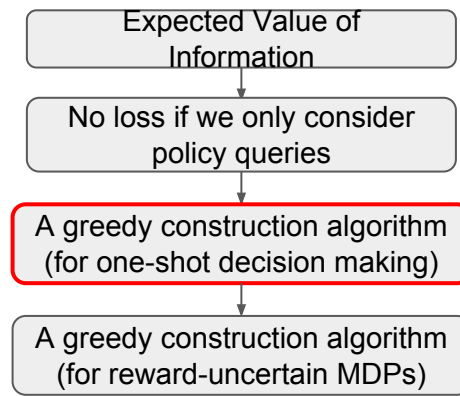 Expected Value of
Information
No loss if we only consider
policy queries
A greedy construction algorithm
(for one-shot decision making)
A greedy construction algorithm
(for reward-uncertain MDPs)